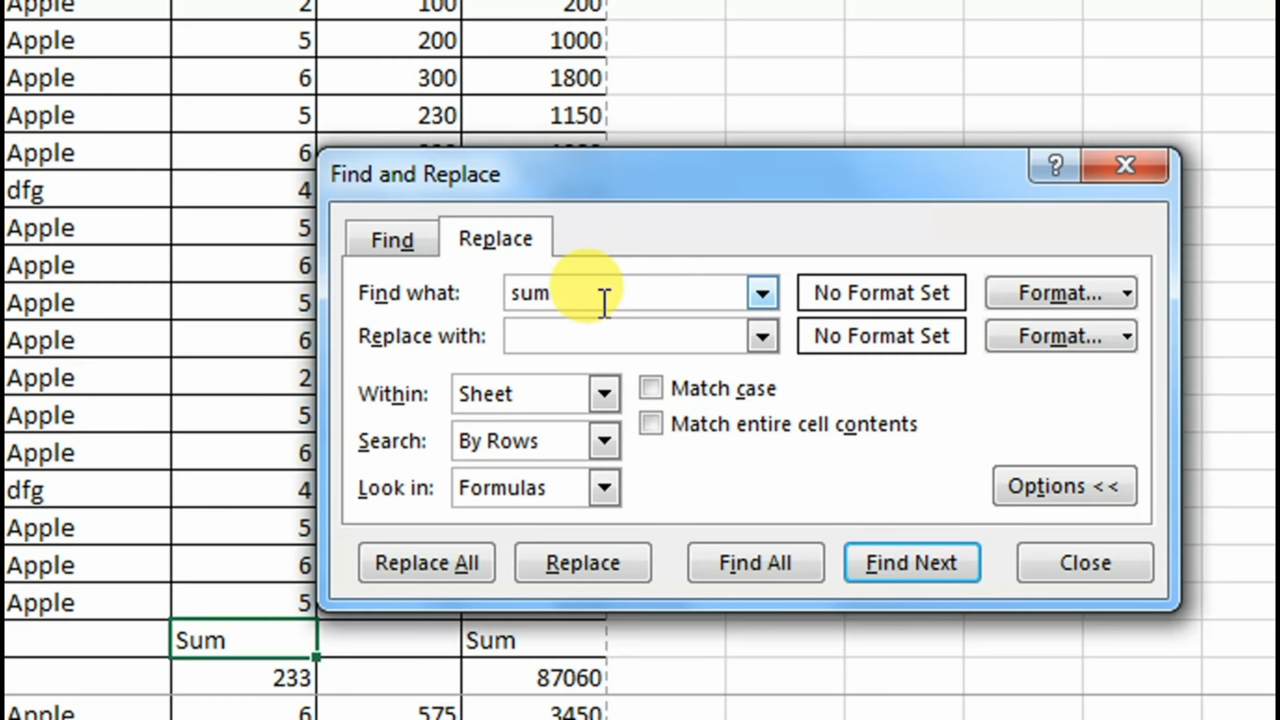 Apple 2 100 200
Apple 5 200 1000
Apple 6 300 1800
Apple 5 230 1150
Apple 6
dfg 4
Apple 5
Apple 6
Apple 5
Apple 6
Apple 2
Apple 5
Apple 6
dfg 4
Apple 5
Apple 6
Apple 5
Sum Sum
233 87060
Apple 6 575 3450
Find and Replace
Find Replace
Find what: sum No Format Set Format...
Replace with: No Format Set Format...
Within: Sheet Match case
Match entire cell contents
Search: By Rows
Look in: Formulas Options <<
Replace All Replace Find All Find Next Close